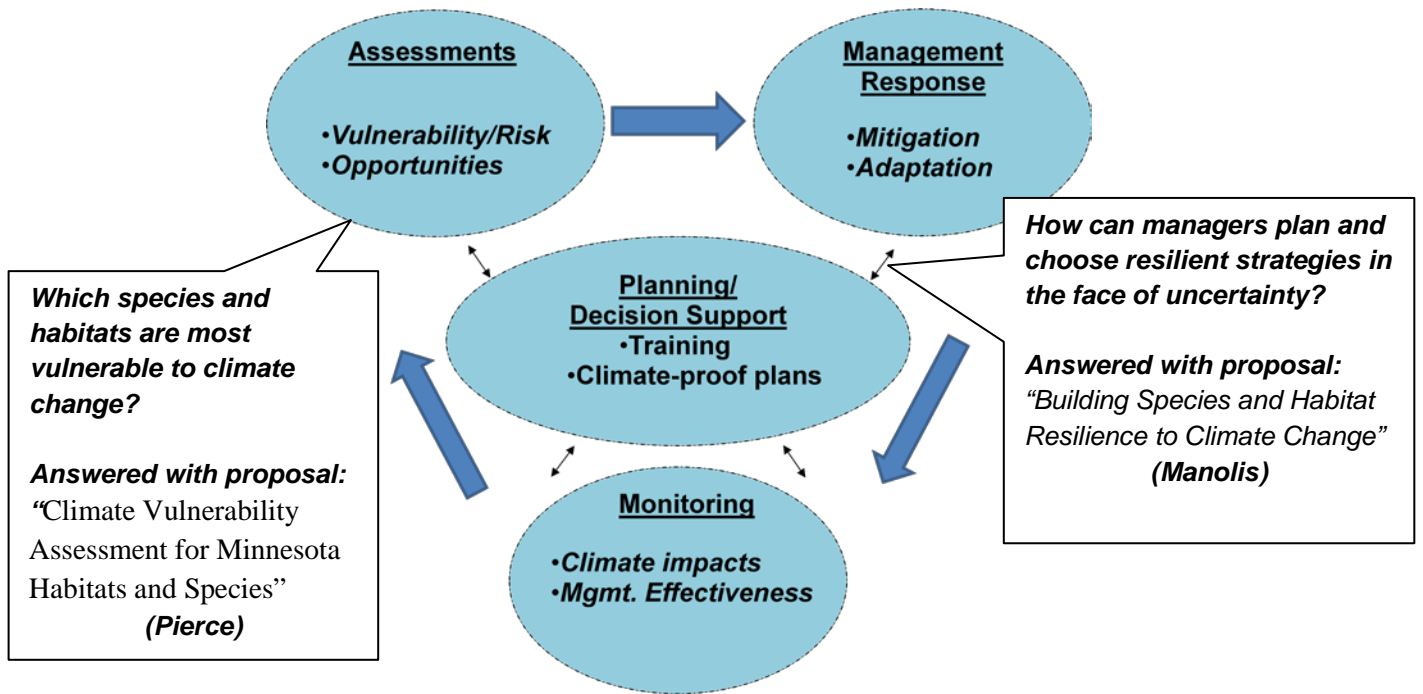 Assessments
•Vulnerability/Risk
•Opportunities
Management
Response
•Mitigation
•Adaptation
Which species and
habitats are most
vulnerable to climate
change?
Answered with proposal:
“Climate Vulnerability
Assessment for Minnesota
Habitats and Species”
(Pierce)
Planning/
Decision Support
•Training
•Climate-proof plans
How can managers plan and
choose resilient strategies in
the face of uncertainty?
Answered with proposal:
“Building Species and Habitat
Resilience to Climate Change”
(Manolis)
Monitoring
•Climate impacts
•Mgmt. Effectiveness